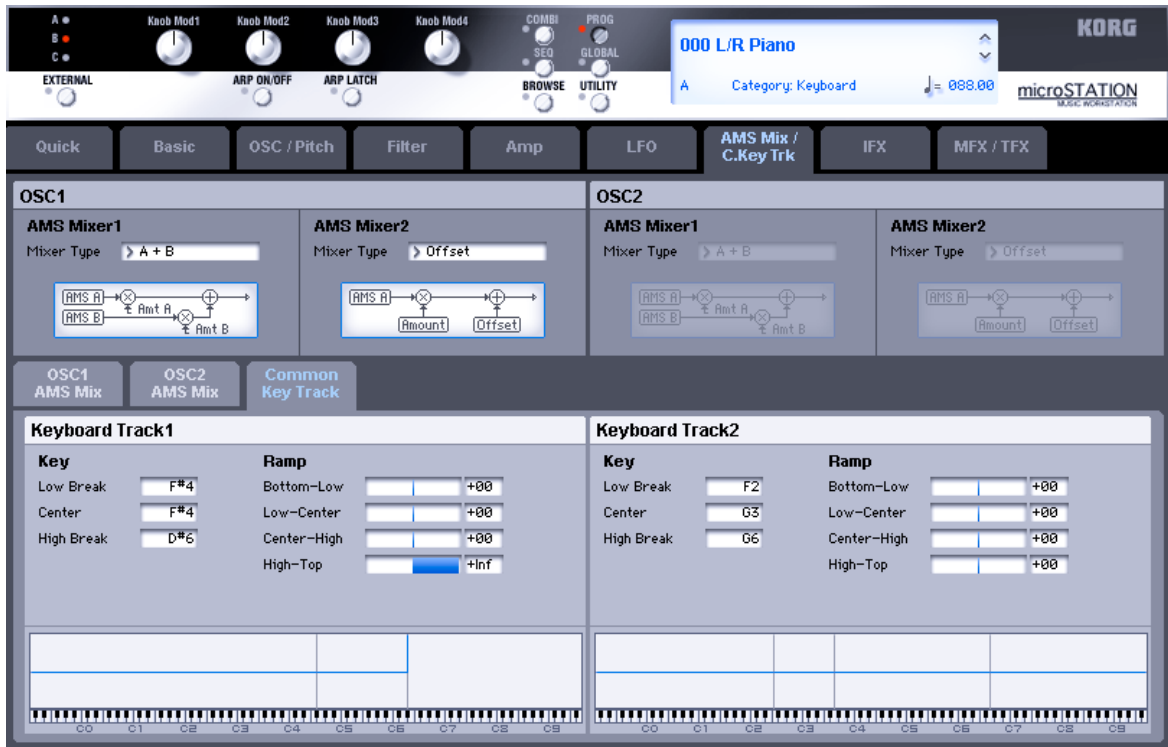 A
B
C
Knob Mod1 Knob Mod2 Knob Mod3 Knob Mod4
COMBI PROG
SEQ GLOBAL
KORG
000 L/R Piano
EXTERNAL ARP ON/OFF ARP LATCH BROWSE UTILITY
A Category: Keyboard ♩= 088.00
microSTATION
MUSIC WORKSTATION
Quick Basic OSC / Pitch Filter Amp LFO AMS Mix / C.Key Trk IFX MFX / TFX
OSC1 OSC2
AMS Mixer1 AMS Mixer2 AMS Mixer1 AMS Mixer2
Mixer Type A + B Mixer Type Offset Mixer Type A + B Mixer Type Offset
AMS A Amt A AMS B Amt B
AMS A Amount Offset
AMS A Amt A AMS B Amt B
AMS A Amount Offset
OSC1 AMS Mix
OSC2 AMS Mix
Common Key Track
Keyboard Track1
Key Ramp
Low Break F#4 Bottom-Low +00
Center F#4 Low-Center +00
High Break D#6 Center-High +00
High-Top +Inf
C0 C1 C2 C3 C4 C5 C6 C7 C8 C9
Keyboard Track2
Key Ramp
Low Break F2 Bottom-Low +00
Center G3 Low-Center +00
High Break G6 Center-High +00
High-Top +00
C0 C1 C2 C3 C4 C5 C6 C7 C8 C9